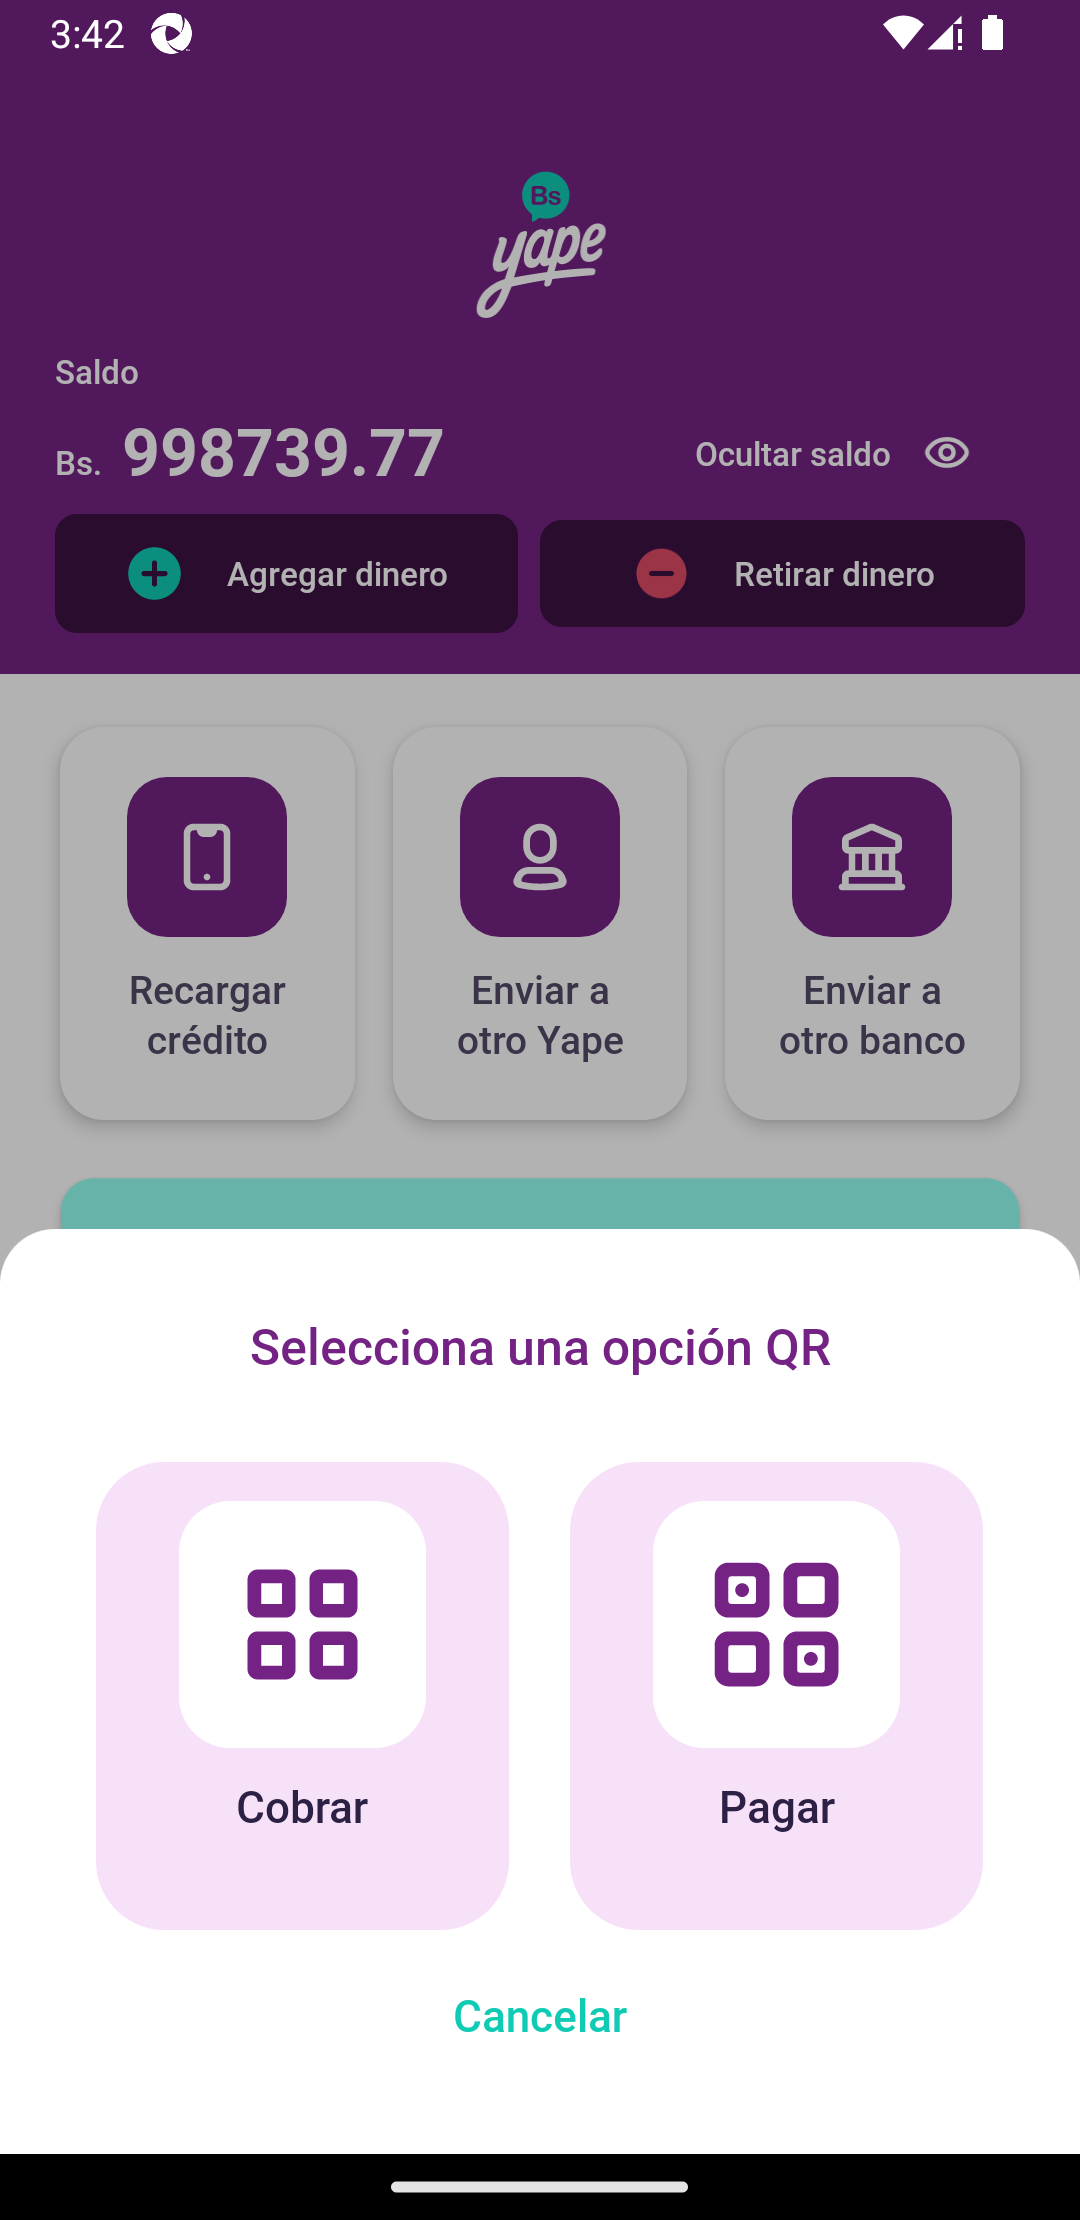 3:42
Bs
yape
Saldo
Bs. 998739.77
Ocultar saldo
Agregar dinero
Retirar dinero
Recargar
crédito
Enviar a
otro Yape
Enviar a
otro banco
Selecciona una opción QR
Cobrar
Pagar
Cancelar